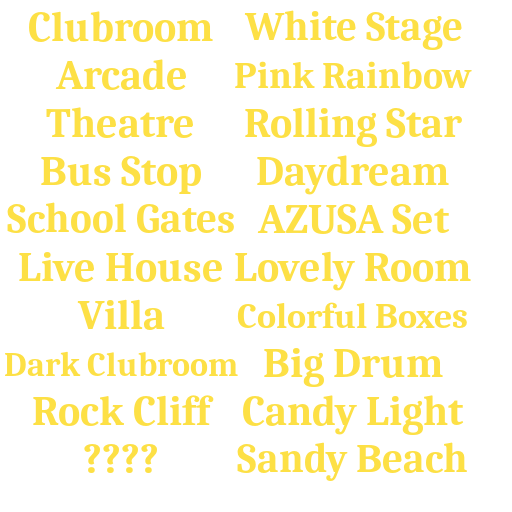 Clubroom
Arcade
Theatre
Bus Stop
School Gates
Live House
Villa
Dark Clubroom
Rock Cliff
????
White Stage
Pink Rainbow
Rolling Star
Daydream
AZUSA Set
Lovely Room
Colorful Boxes
Big Drum
Candy Light
Sandy Beach